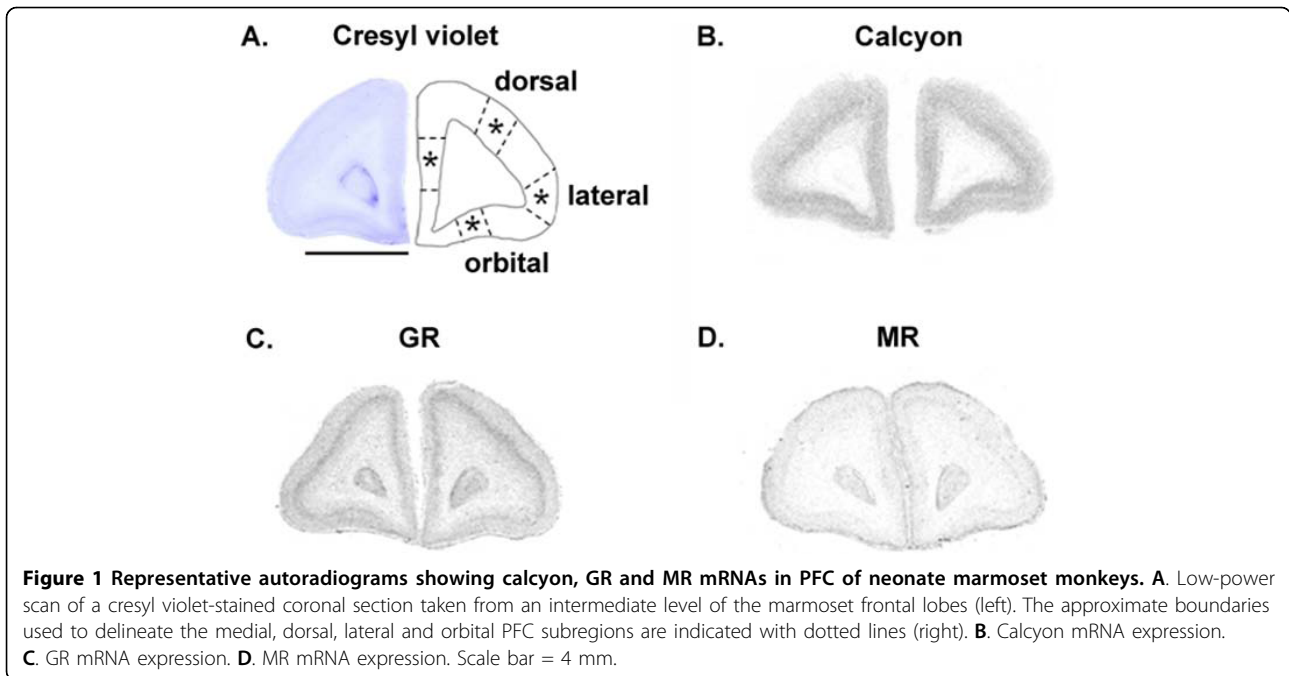 A. Cresyl violet
dorsal
*
*
*
lateral
*
orbital
B. Calcyon
C. GR
D. MR
Figure 1 Representative autoradiograms showing calcyon, GR and MR mRNAs in PFC of neonate marmoset monkeys. A. Low-power
scan of a cresyl violet-stained coronal section taken from an intermediate level of the marmoset frontal lobes (left). The approximate boundaries
used to delineate the medial, dorsal, lateral and orbital PFC subregions are indicated with dotted lines (right). B. Calcyon mRNA expression.
C. GR mRNA expression. D. MR mRNA expression. Scale bar = 4 mm.